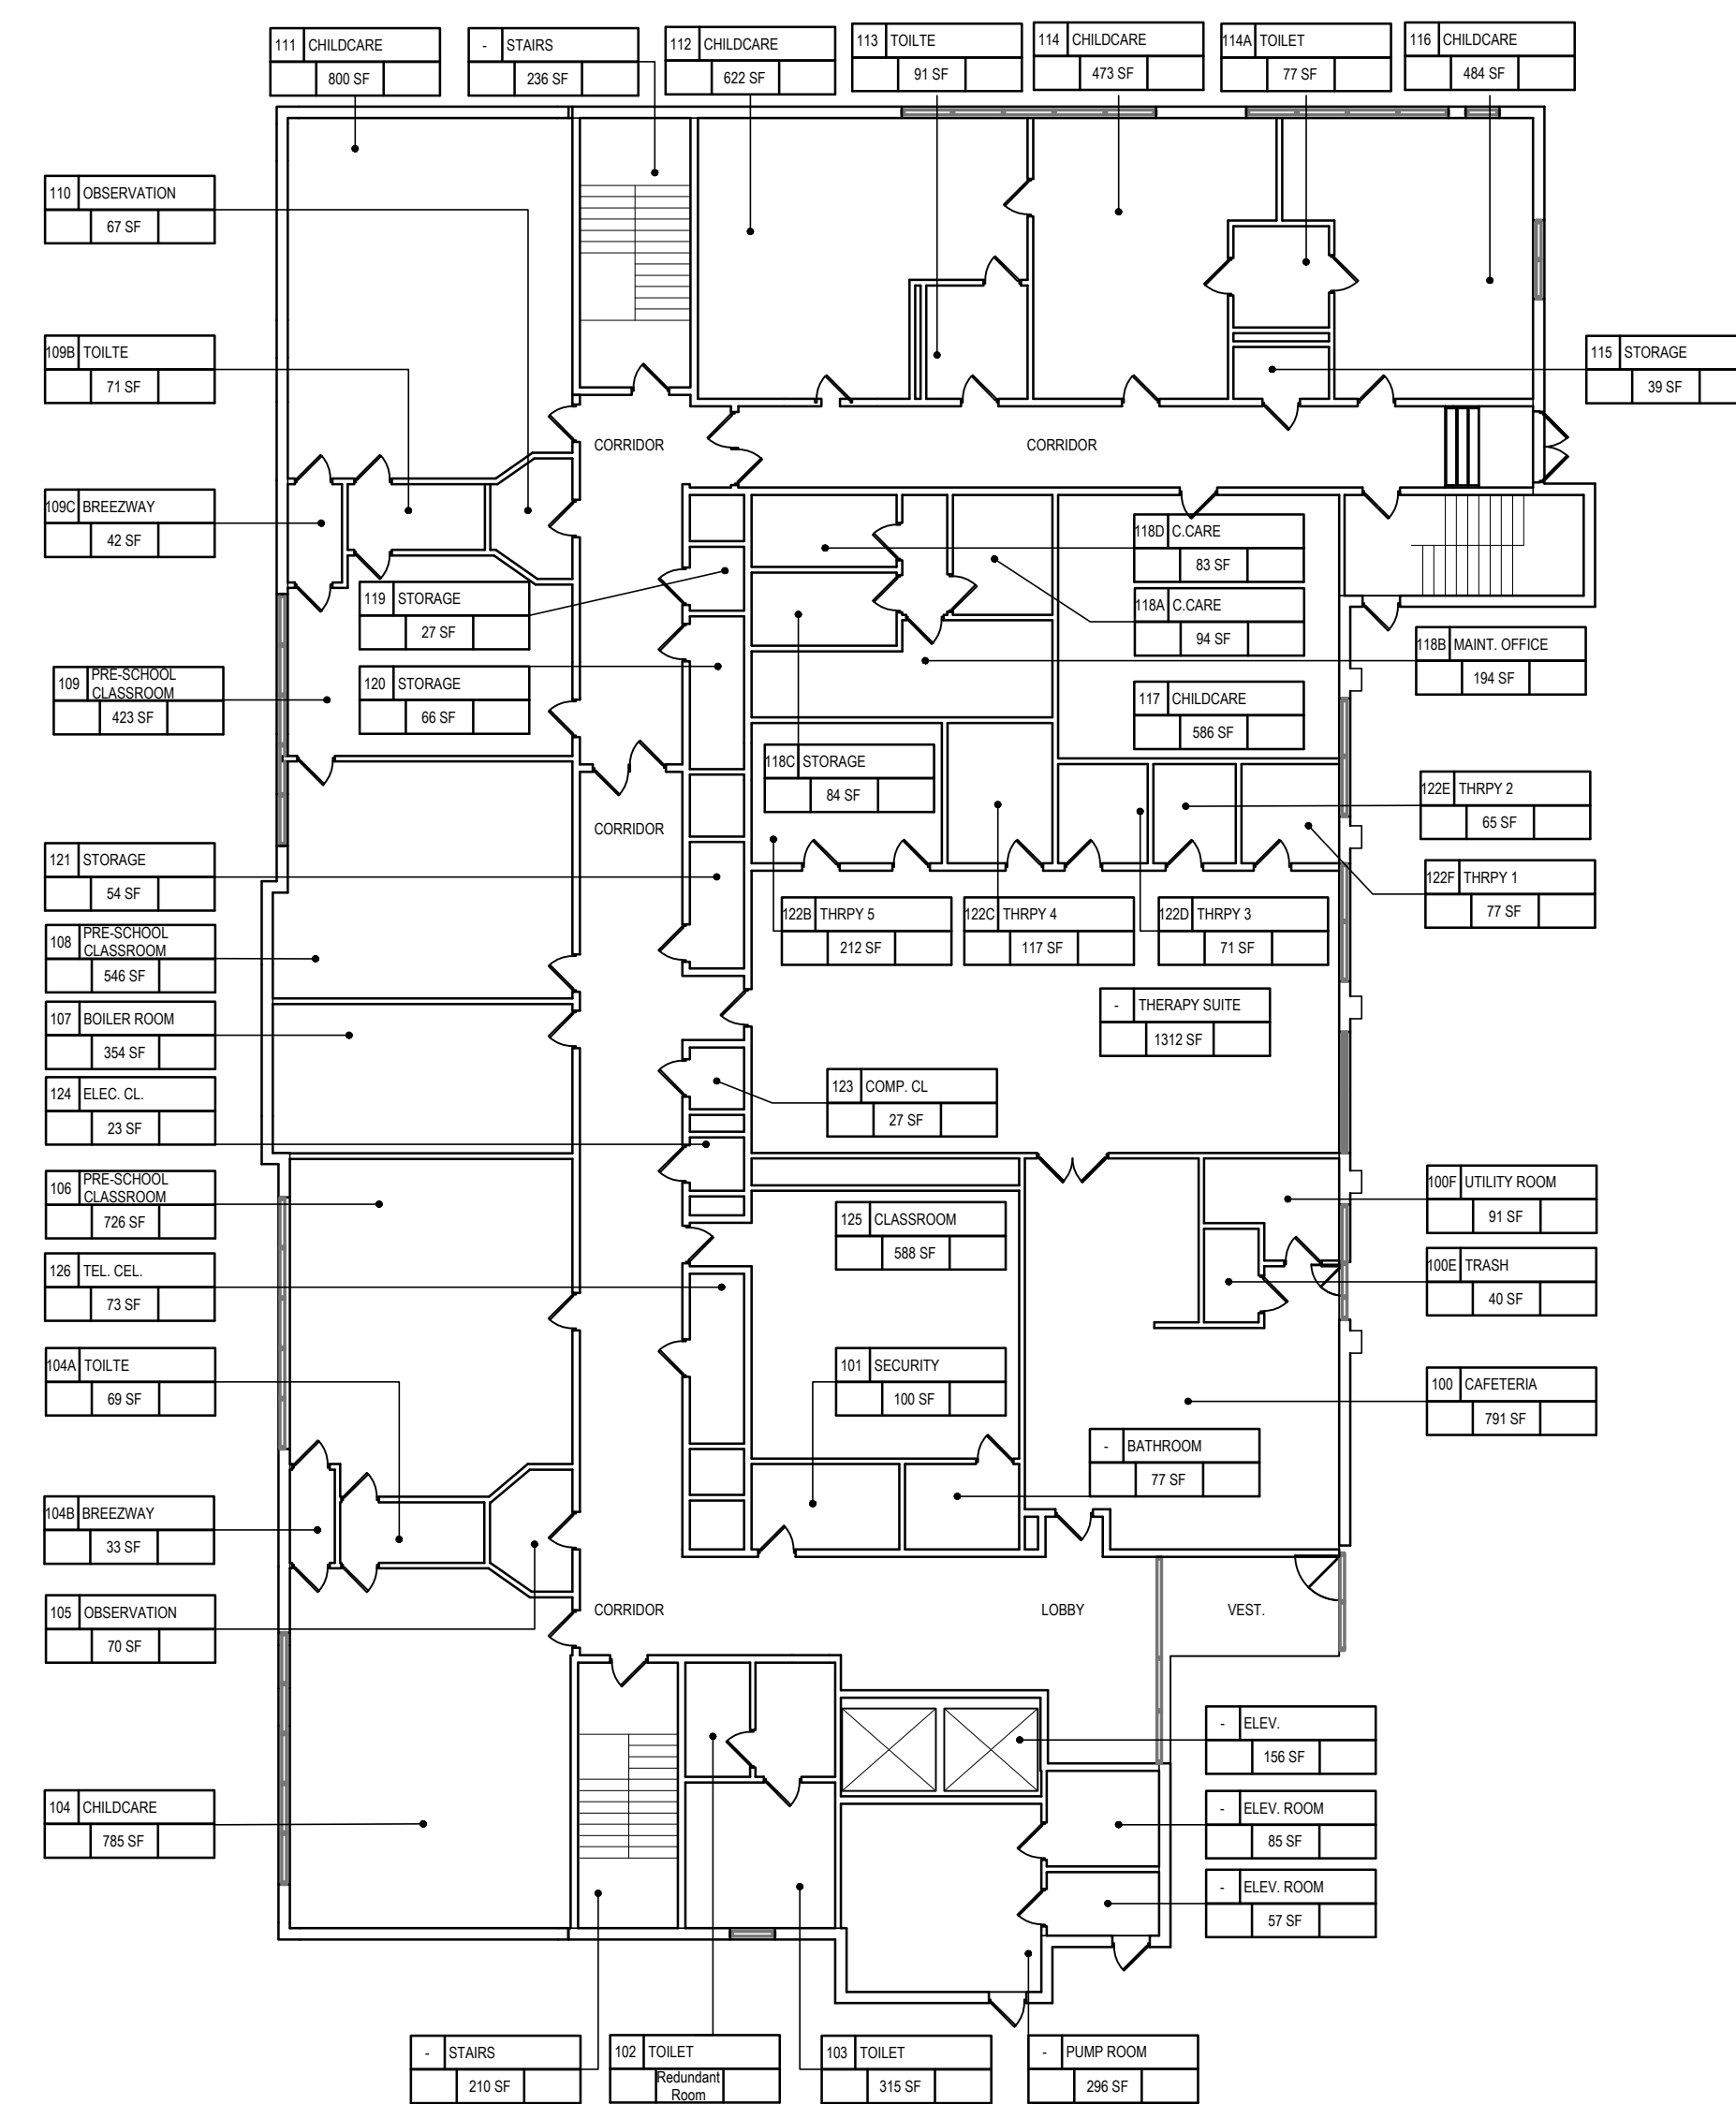 111 CHILDCARE
800 SF
- STAIRS
236 SF
112 CHILDCARE
622 SF
113 TOILTE
91 SF
114 CHILDCARE
473 SF
114A TOILET
77 SF
116 CHILDCARE
484 SF
110 OBSERVATION
67 SF
109B TOILTE
71 SF
115 STORAGE
39 SF
CORRIDOR
CORRIDOR
109C BREEZWAY
42 SF
118D C.CARE
83 SF
119 STORAGE
27 SF
118A C.CARE
94 SF
118B MAINT. OFFICE
194 SF
109 PRE-SCHOOL
CLASSROOM
423 SF
120 STORAGE
66 SF
117 CHILDCARE
586 SF
118C STORAGE
84 SF
122E THRPY 2
65 SF
CORRIDOR
121 STORAGE
54 SF
122F THRPY 1
77 SF
122B THRPY 5
212 SF
122C THRPY 4
117 SF
122D THRPY 3
71 SF
108 PRE-SCHOOL
CLASSROOM
546 SF
107 BOILER ROOM
354 SF
- THERAPY SUITE
1312 SF
124 ELEC. CL.
23 SF
123 COMP. CL
27 SF
106 PRE-SCHOOL
CLASSROOM
726 SF
100F UTILITY ROOM
91 SF
125 CLASSROOM
588 SF
126 TEL. CEL.
73 SF
100E TRASH
40 SF
104A TOILTE
69 SF
101 SECURITY
100 SF
100 CAFETERIA
791 SF
- BATHROOM
77 SF
104B BREEZWAY
33 SF
105 OBSERVATION
70 SF
CORRIDOR
LOBBY
VEST.
- ELEV.
156 SF
104 CHILDCARE
785 SF
- ELEV. ROOM
85 SF
- ELEV. ROOM
57 SF
- STAIRS
210 SF
102 TOILET
Redundant
Room
103 TOILET
315 SF
- PUMP ROOM
296 SF